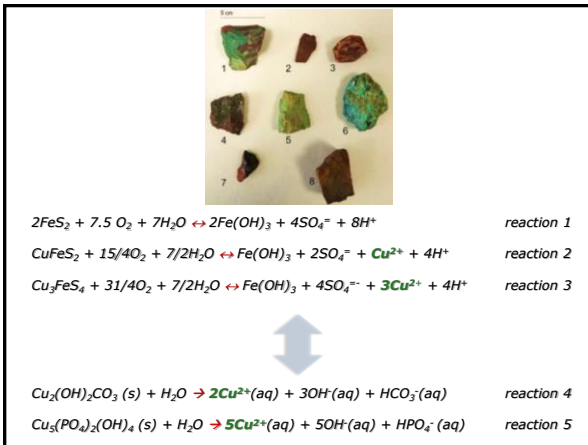 5 cm
1 2 3
4 5 6
7 8
2FeS₂ + 7.5 O₂ + 7H₂O ↔ 2Fe(OH)₃ + 4SO₄⁼ + 8H⁺ reaction 1
CuFeS₂ + 15/4O₂ + 7/2H₂O ↔ Fe(OH)₃ + 2SO₄⁼ + Cu²⁺ + 4H⁺ reaction 2
Cu₃FeS₄ + 31/4O₂ + 7/2H₂O ↔ Fe(OH)₃ + 4SO₄⁼⁻ + 3Cu²⁺ + 4H⁺ reaction 3
Cu₂(OH)₂CO₃ (s) + H₂O → 2Cu²⁺(aq) + 3OH⁻(aq) + HCO₃⁻(aq) reaction 4
Cu₅(PO₄)₂(OH)₄ (s) + H₂O → 5Cu²⁺(aq) + 5OH⁻(aq) + HPO₄⁻(aq) reaction 5